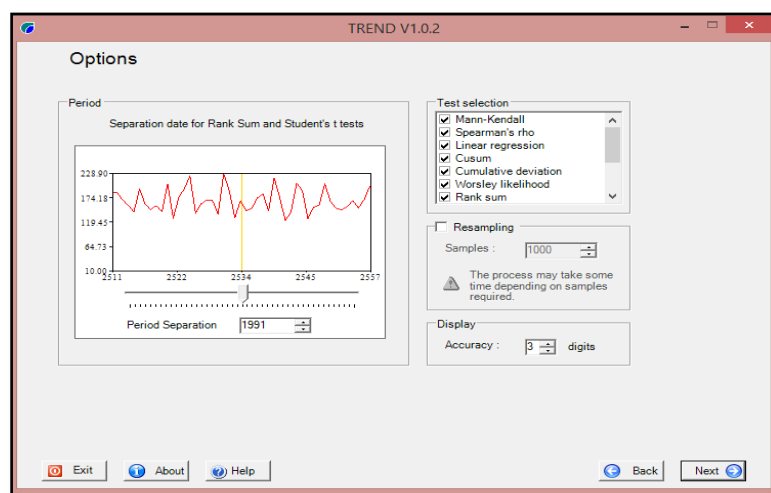 TREND V1.0.2
Options
Period
Separation date for Rank Sum and Student's t tests
228.90
174.18
119.45
64.73
10.00
2511 2522 2534 2545 2557
Period Separation 1991
Test selection
Mann-Kendall
Spearman's rho
Linear regression
Cusum
Cumulative deviation
Worsley likelihood
Rank sum
Resampling
Samples : 1000
The process may take some
time depending on samples
required.
Display
Accuracy : 3 digits
Exit About Help Back Next